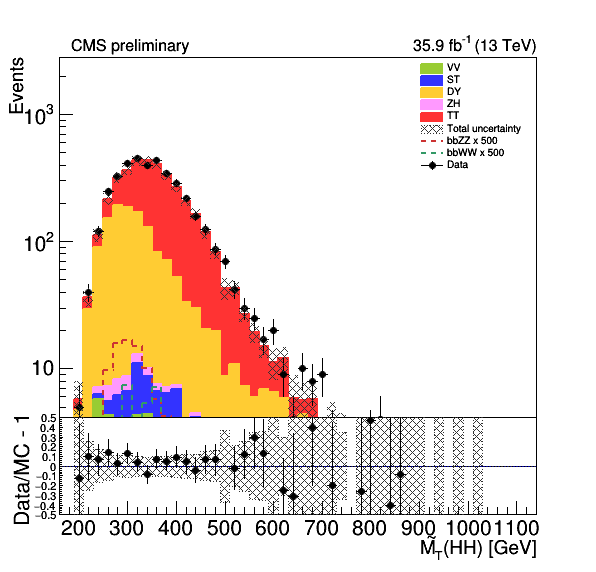 CMS preliminary 35.9 fb⁻¹ (13 TeV)
Events
10³
10²
10
VV
ST
DY
ZH
TT
Total uncertainty
bbZZ x 500
bbWW x 500
Data
Data/MC - 1
0.5
0.4
0.3
0.2
0.1
0
-0.1
-0.2
-0.3
-0.4
-0.5
200 300 400 500 600 700 800 900 1000 1100
M̃_T(HH) [GeV]